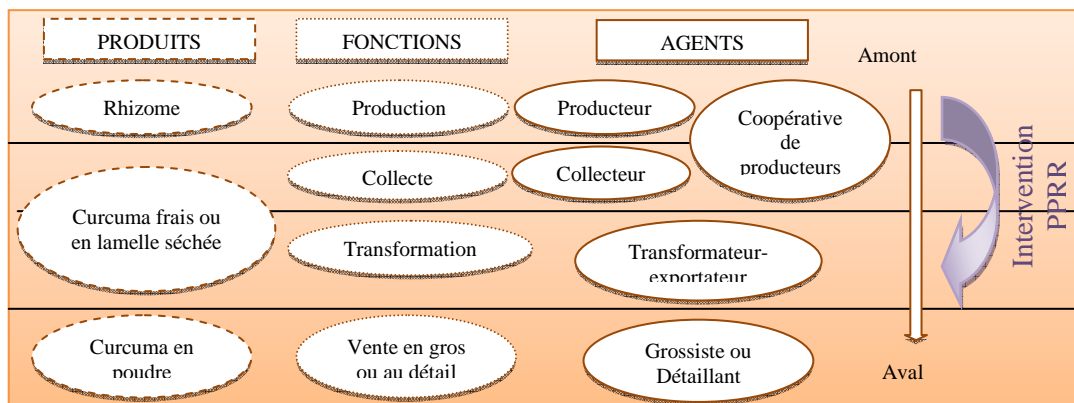 PRODUITS
FONCTIONS
AGENTS
Amont
Rhizome
Production
Producteur
Coopérative
de
producteurs
Collecte
Collecteur
Curcuma frais ou
en lamelle séchée
Transformation
Transformateur-
exportateur
Intervention
PPRR
Curcuma en
poudre
Vente en gros
ou au détail
Grossiste ou
Détaillant
Aval